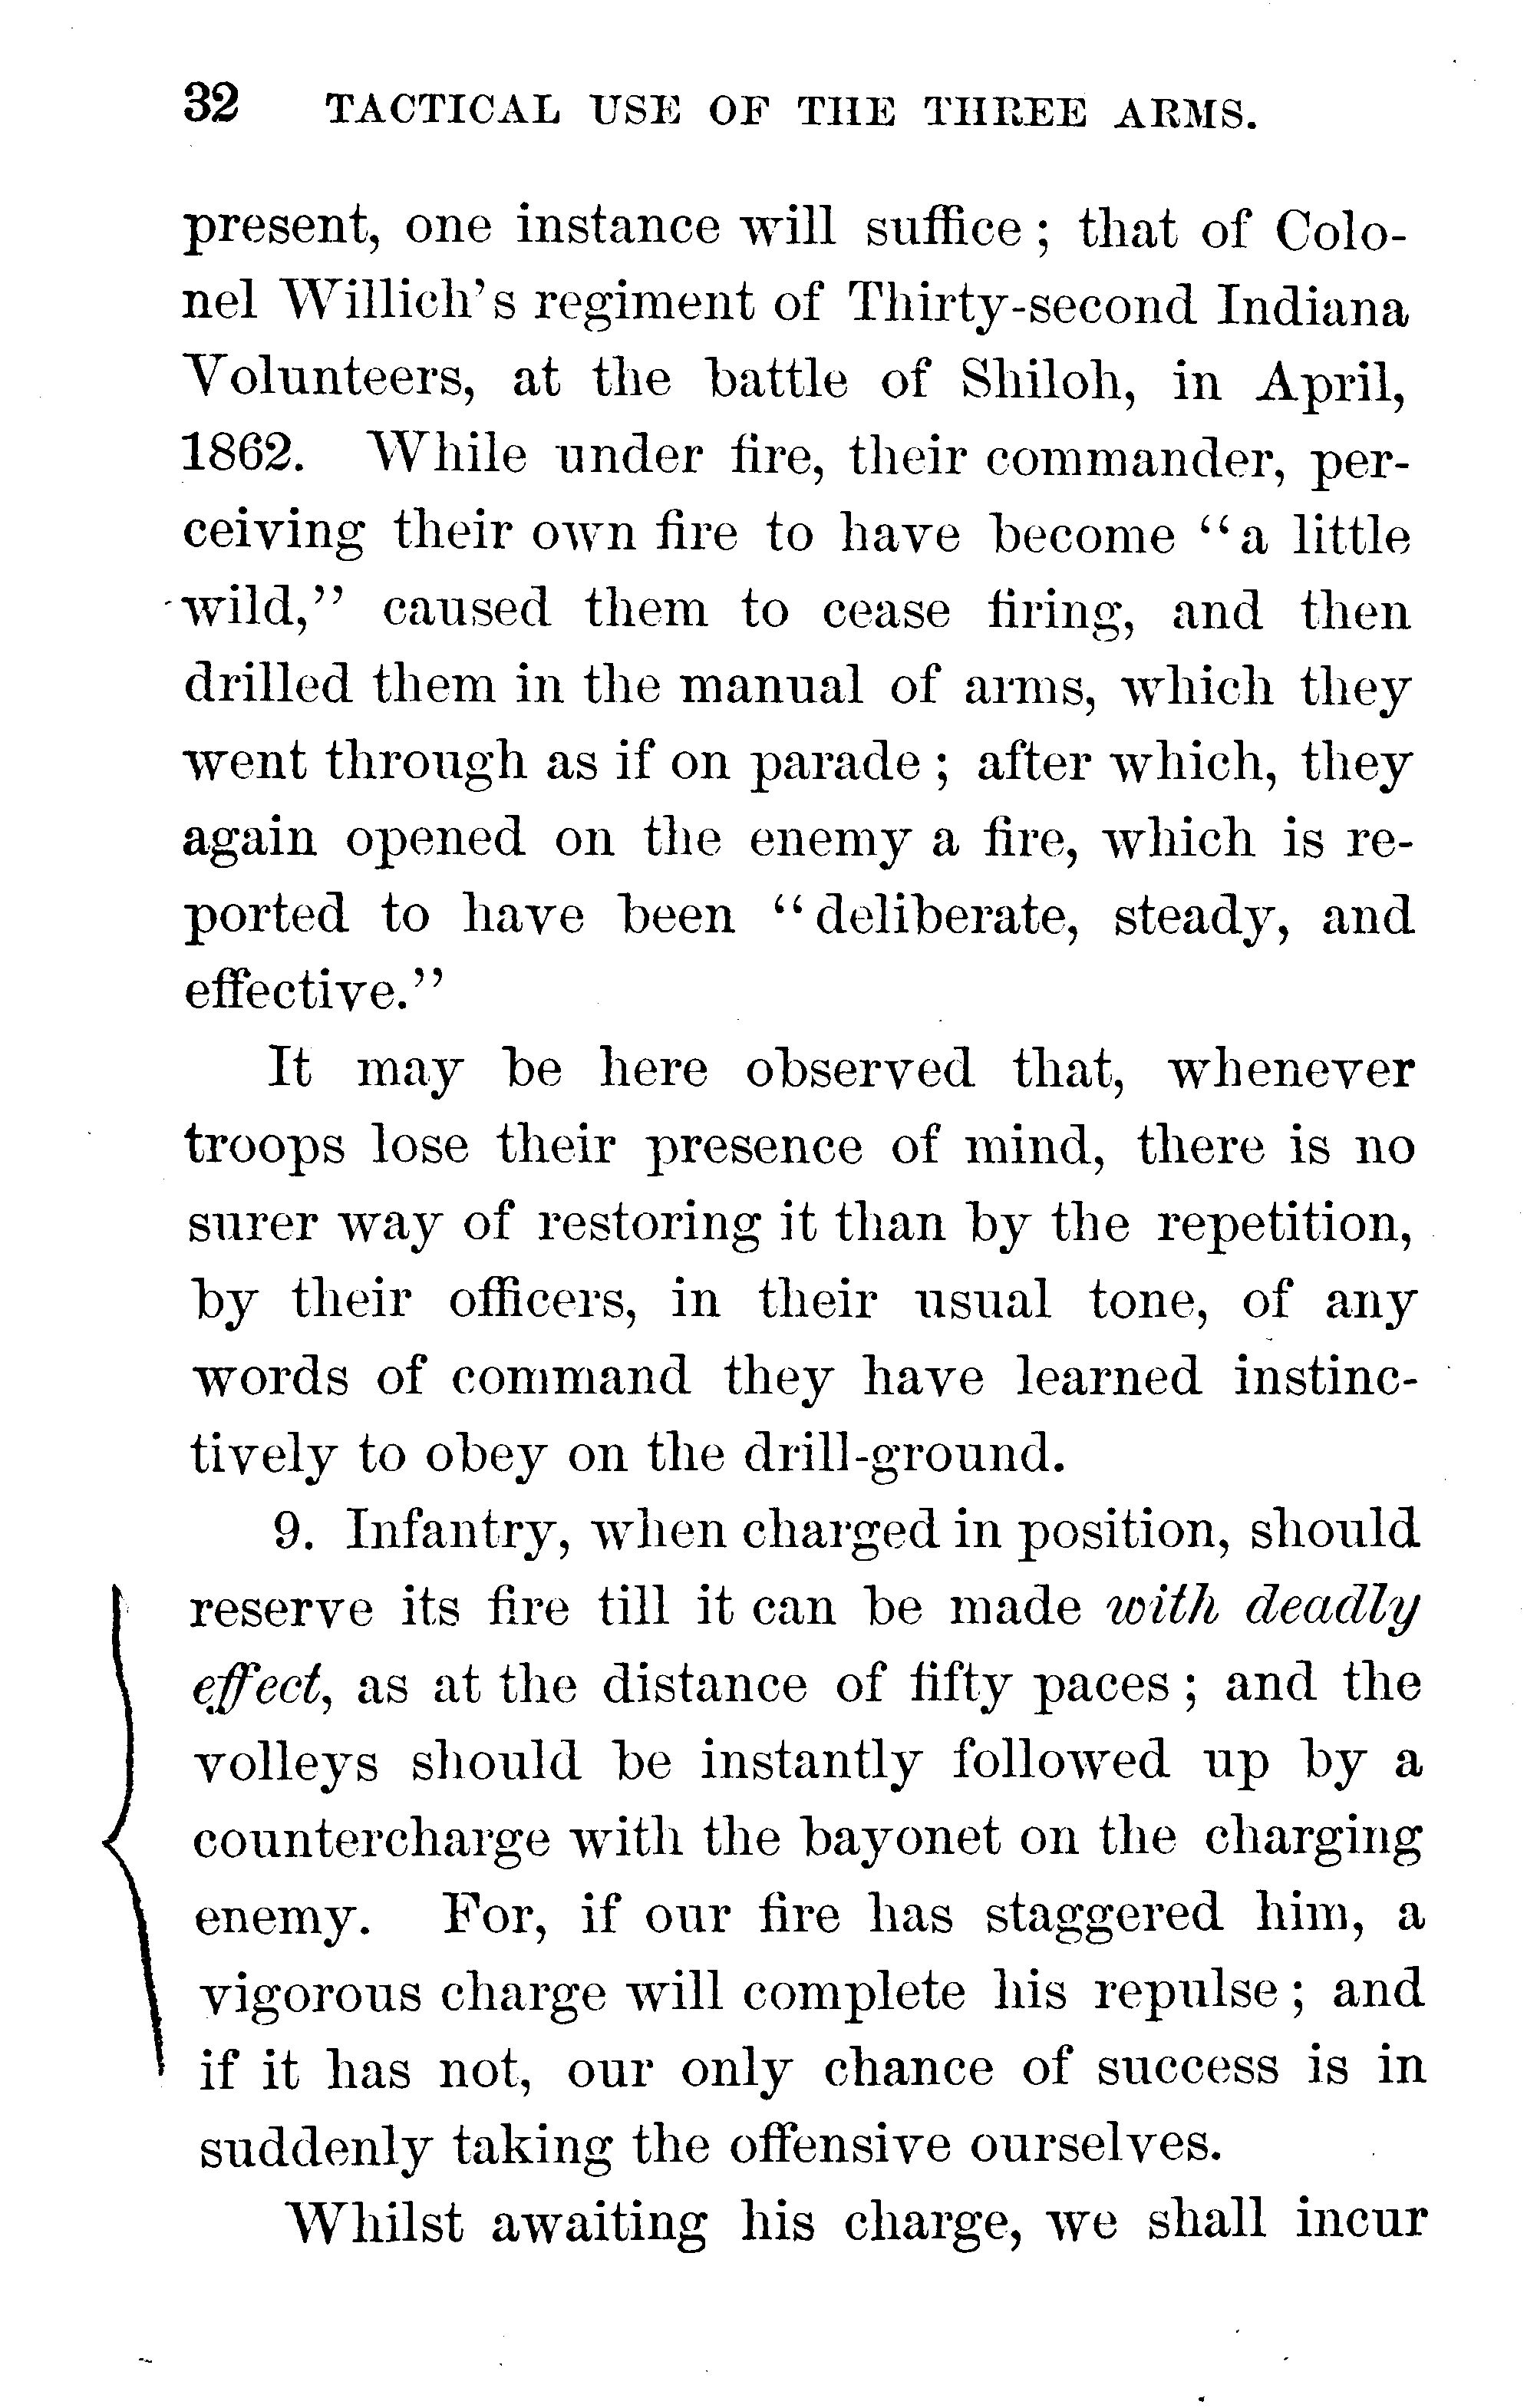 32 TACTICAL USE OF THE THREE ARMS.
present, one instance will suffice; that of Colo-
nel Willich's regiment of Thirty-second Indiana
Volunteers, at the battle of Shiloh, in April,
1862. While under fire, their commander, per-
ceiving their own fire to have become "a little
wild," caused them to cease firing, and then
drilled them in the manual of arms, which they
went through as if on parade; after which, they
again opened on the enemy a fire, which is re-
ported to have been "deliberate, steady, and
effective."
It may be here observed that, whenever
troops lose their presence of mind, there is no
surer way of restoring it than by the repetition,
by their officers, in their usual tone, of any
words of command they have learned instinc-
tively to obey on the drill-ground.
9. Infantry, when charged in position, should
reserve its fire till it can be made with deadly
effect, as at the distance of fifty paces; and the
volleys should be instantly followed up by a
countercharge with the bayonet on the charging
enemy. For, if our fire has staggered him, a
vigorous charge will complete his repulse; and
if it has not, our only chance of success is in
suddenly taking the offensive ourselves.
Whilst awaiting his charge, we shall incur